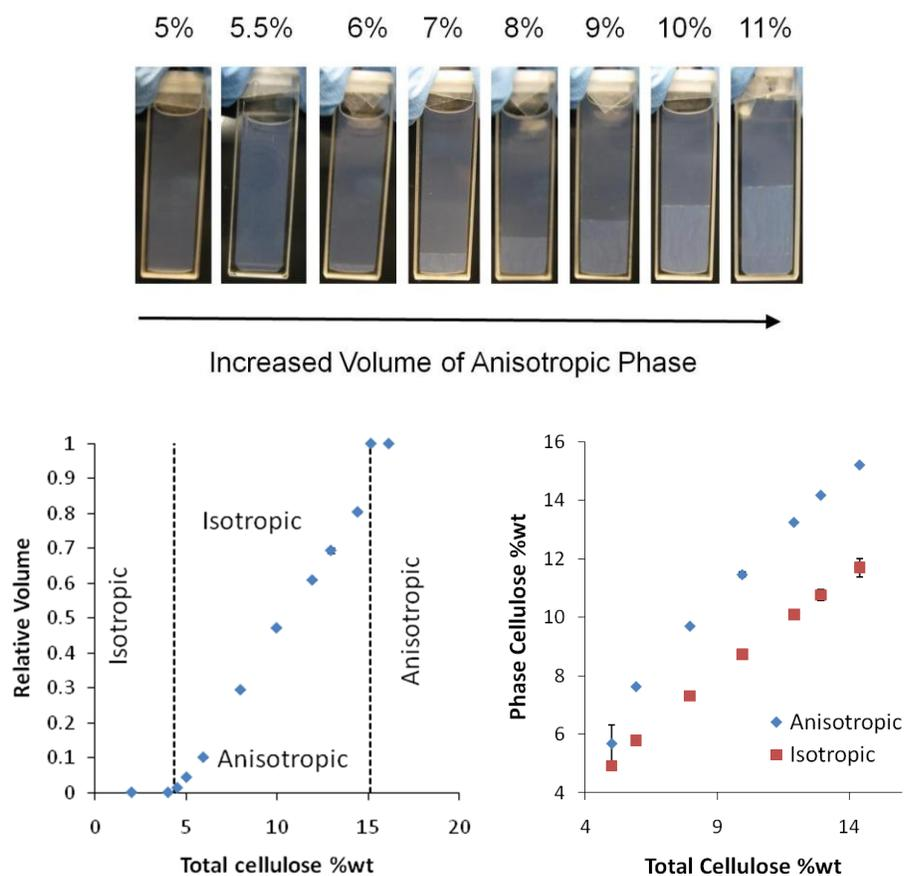 5% 5.5% 6% 7% 8% 9% 10% 11%
Increased Volume of Anisotropic Phase
Relative Volume
1
0.9
0.8
0.7
0.6
0.5
0.4
0.3
0.2
0.1
0
Isotropic
Isotropic
Anisotropic
Anisotropic
0 5 10 15 20
Total cellulose %wt
Phase Cellulose %wt
16
14
12
10
8
6
4
Anisotropic
Isotropic
4 9 14
Total Cellulose %wt